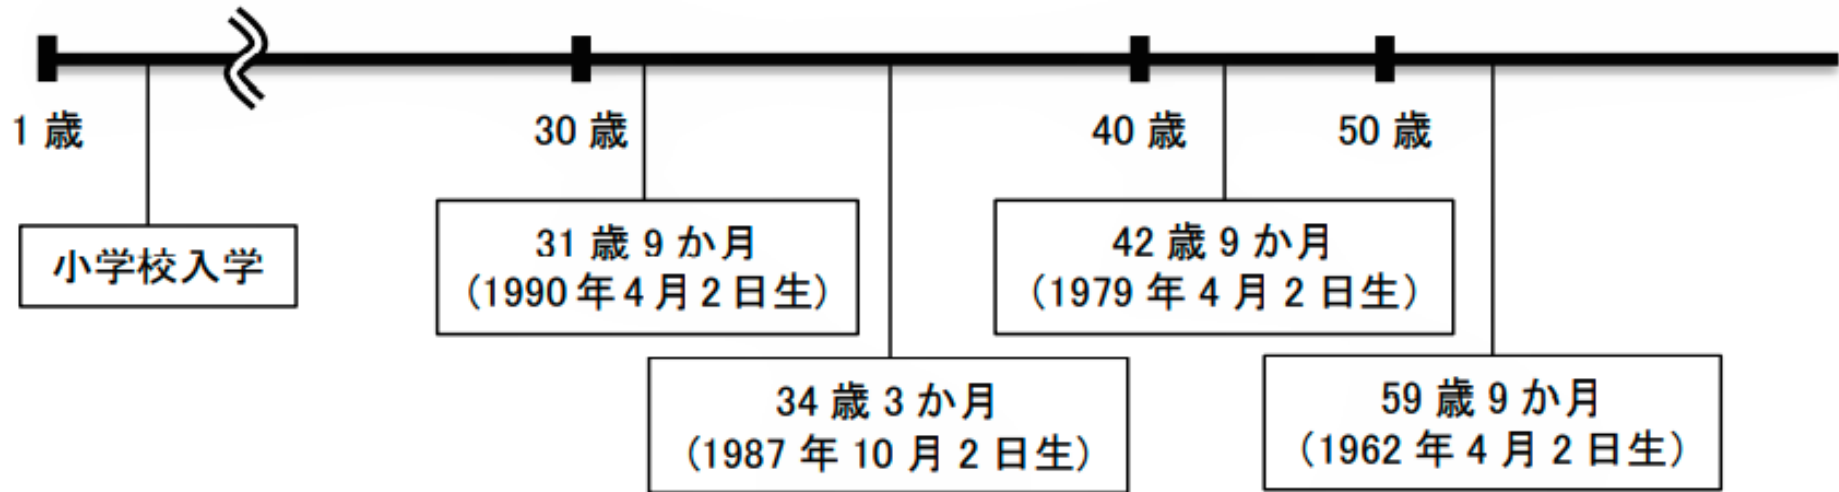 1 歳
30 歳
40 歳
50 歳
小学校入学
31 歳 9 か月
(1990 年 4 月 2 日生)
42 歳 9 か月
(1979 年 4 月 2 日生)
34 歳 3 か月
(1987 年 10 月 2 日生)
59 歳 9 か月
(1962 年 4 月 2 日生)